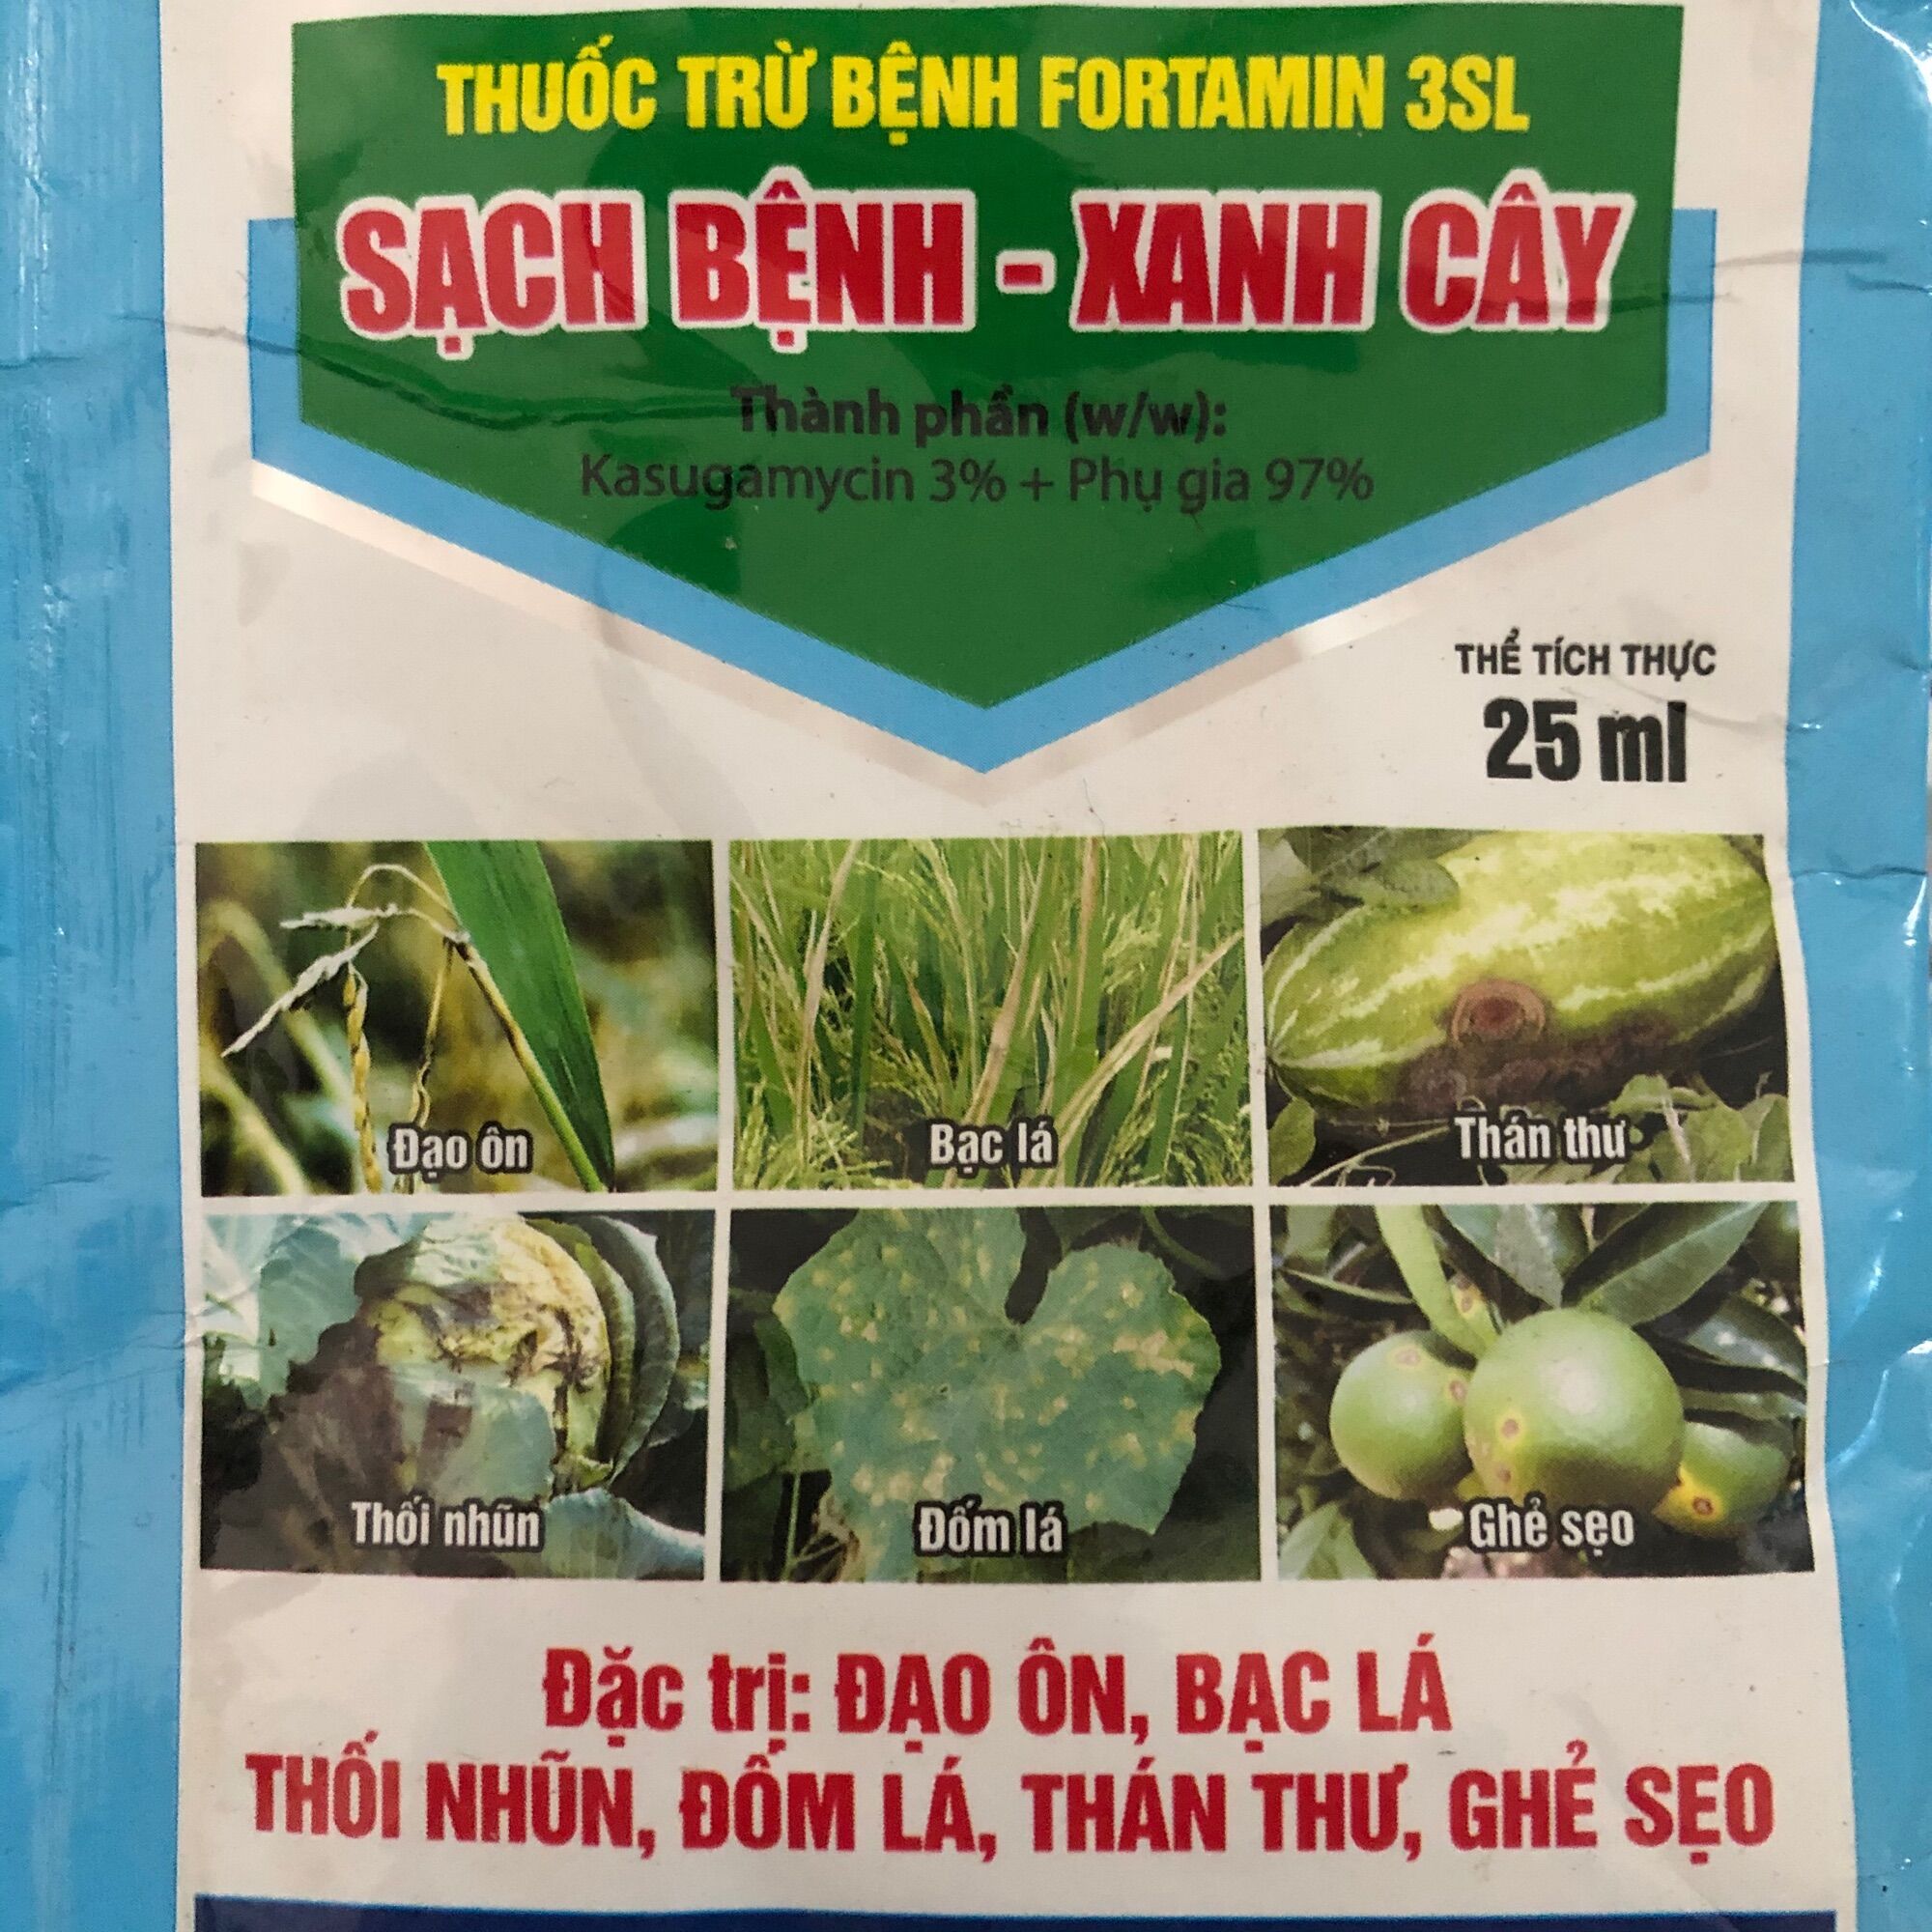 THUỐC TRỪ BỆNH FORTAMIN 3SL
SẠCH BỆNH - XANH CÂY
Thành phần (w/w):
Kasugamycin 3% + Phụ gia 97%
THỂ TÍCH THỰC
25 ml
Đạo ôn
Bạc lá
Thán thư
Thối nhũn
Đốm lá
Ghẻ sẹo
Đặc trị: ĐẠO ÔN, BẠC LÁ
THỐI NHŨN, ĐỐM LÁ, THÁN THƯ, GHẺ SẸO